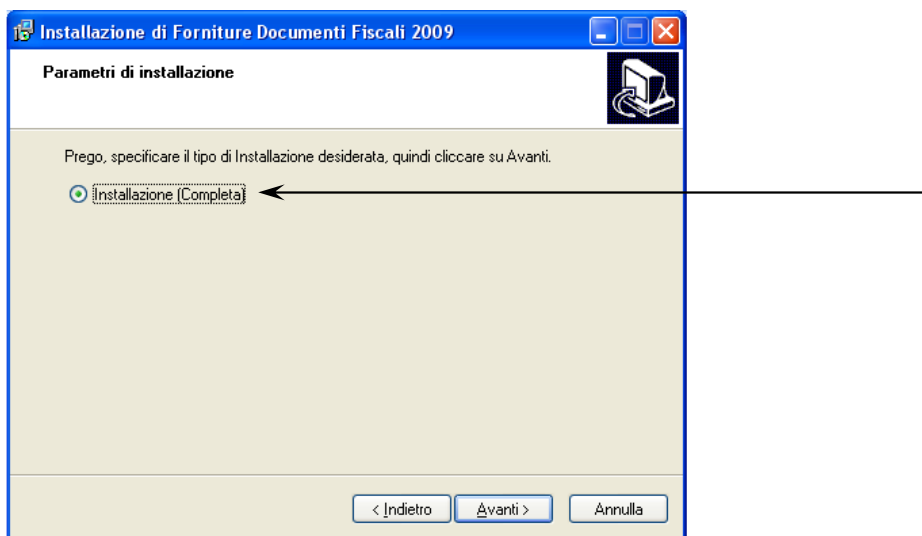 Installazione di Forniture Documenti Fiscali 2009
Parametri di installazione
Prego, specificare il tipo di Installazione desiderata, quindi cliccare su Avanti.
Installazione (Completa)
< Indietro
Avanti >
Annulla